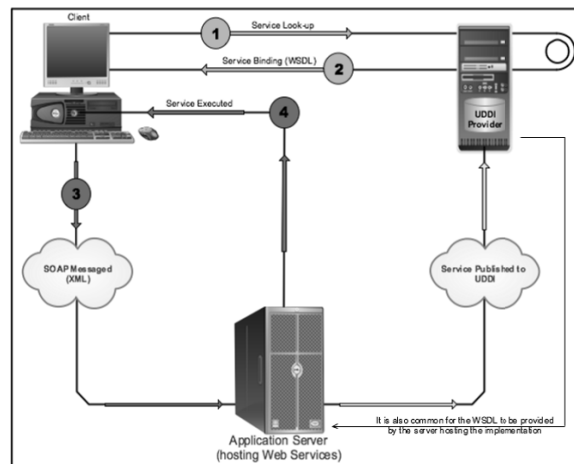 Client
1
Service Look-up
Service Binding (WSDL)
2
Service Executed
4
UDDI
Provider
3
SOAP Messaged
(XML)
Service Published to
UDDI
It is also common for the WSDL to be provided
by the server hosting the implementation
Application Server
(hosting Web Services)